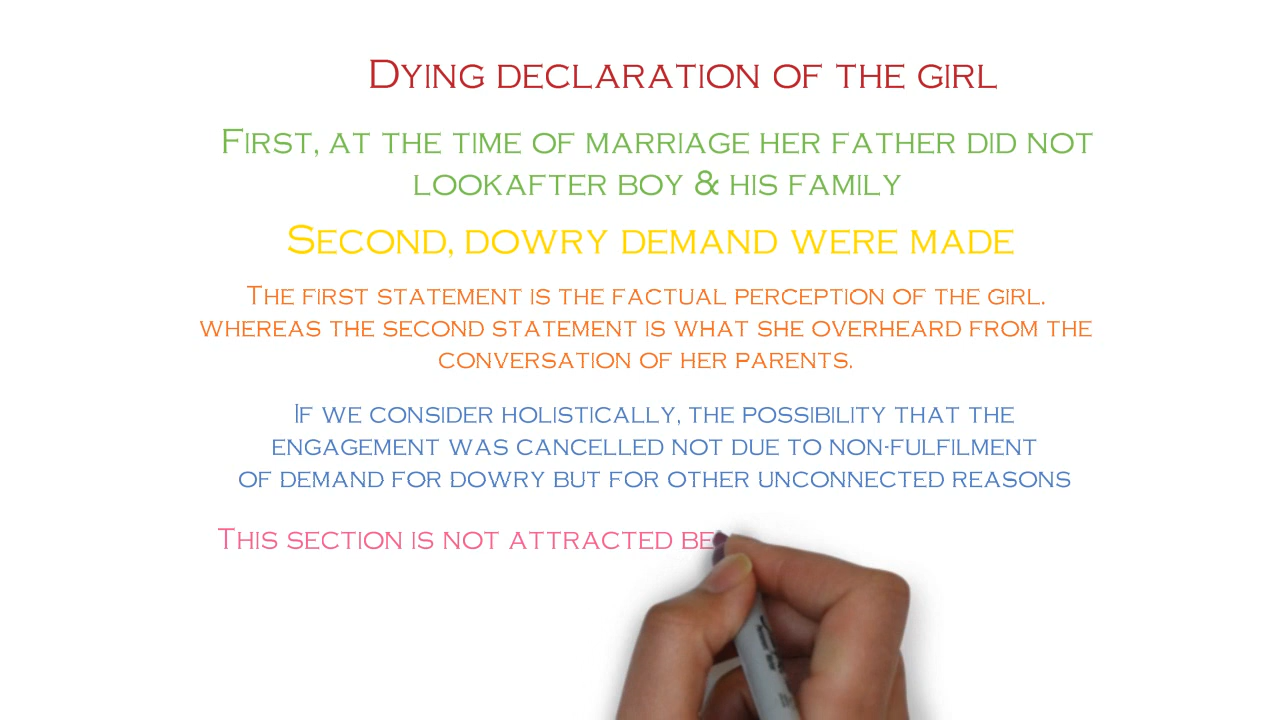 Dying declaration of the girl
First, at the time of marriage her father did not
lookafter boy & his family
Second, dowry demand were made
The first statement is the factual perception of the girl.
whereas the second statement is what she overheard from the
conversation of her parents.
If we consider holistically, the possibility that the
engagement was cancelled not due to non-fulfilment
of demand for dowry but for other unconnected reasons
This section is not attracted be